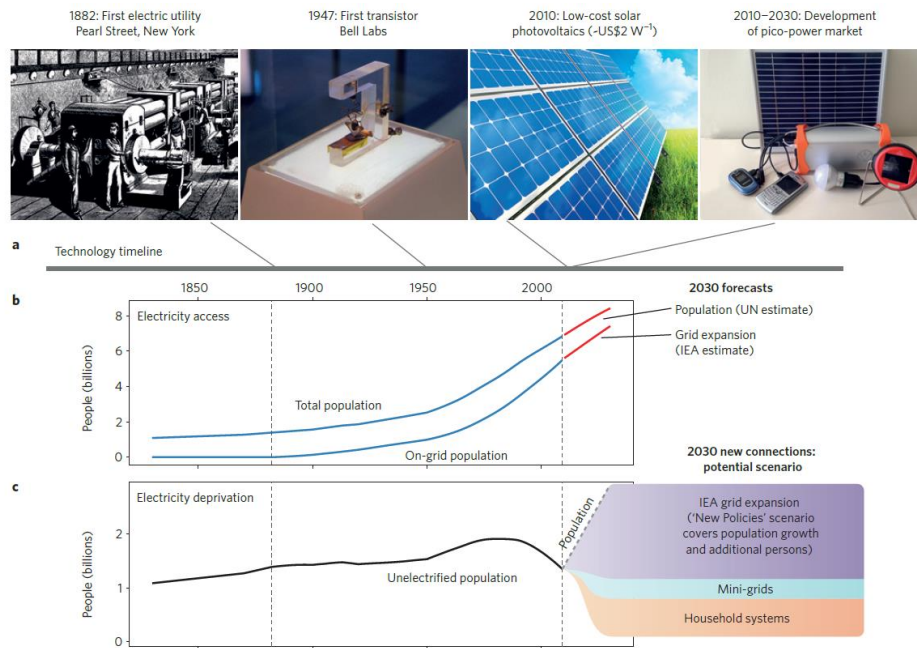 1882: First electric utility
Pearl Street, New York
1947: First transistor
Bell Labs
2010: Low-cost solar
photovoltaics (~US$2 W⁻¹)
2010–2030: Development
of pico-power market
a
Technology timeline
1850
1900
1950
2000
2030 forecasts
b
Electricity access
People (billions)
8
6
4
2
0
Total population
On-grid population
Population (UN estimate)
Grid expansion
(IEA estimate)
2030 new connections:
potential scenario
c
Electricity deprivation
People (billions)
2
1
0
Unelectrified population
Population
IEA grid expansion
('New Policies' scenario
covers population growth
and additional persons)
Mini-grids
Household systems